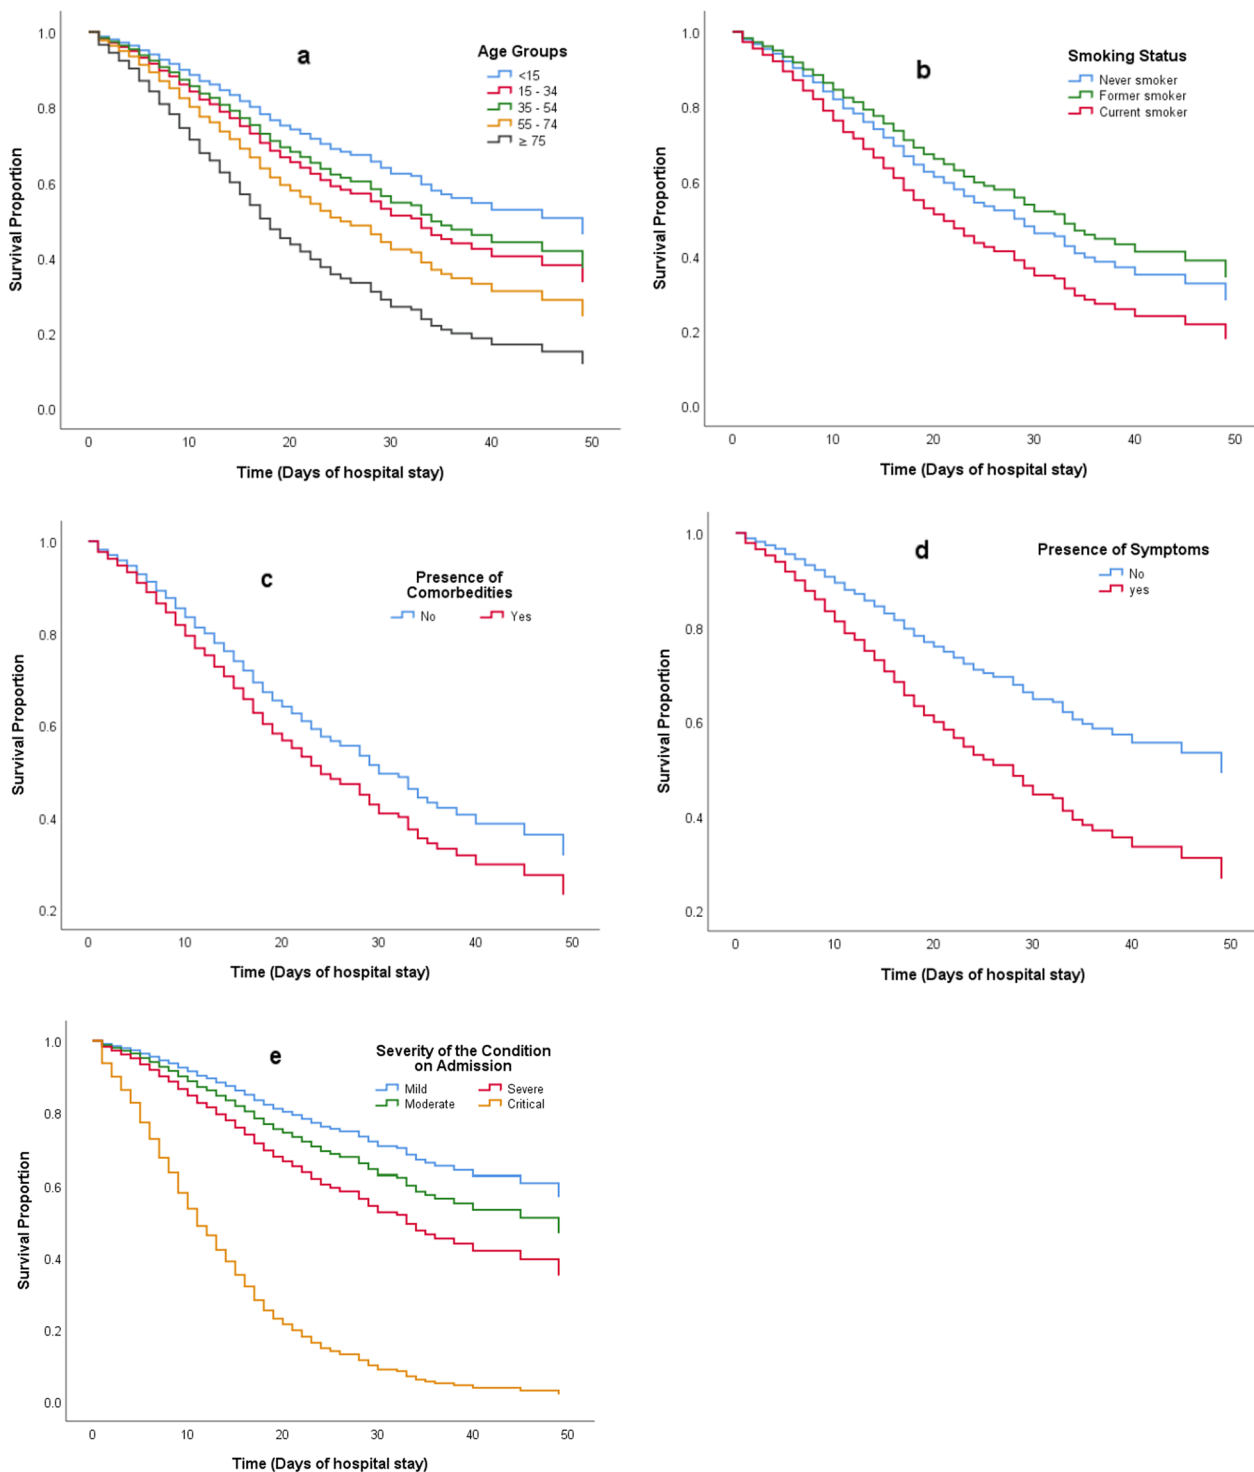 a
Age Groups
<15
15 - 34
35 - 54
55 - 74
≥ 75
1.0
0.8
0.6
0.4
0.2
0.0
Survival Proportion
0 10 20 30 40 50
Time (Days of hospital stay)
b
Smoking Status
Never smoker
Former smoker
Current smoker
1.0
0.8
0.6
0.4
0.2
0.0
Survival Proportion
0 10 20 30 40 50
Time (Days of hospital stay)
c
Presence of
Comorbedities
No Yes
1.0
0.8
0.6
0.4
0.2
Survival Proportion
0 10 20 30 40 50
Time (Days of hospital stay)
d
Presence of Symptoms
No
yes
1.0
0.8
0.6
0.4
0.2
Survival Proportion
0 10 20 30 40 50
Time (Days of hospital stay)
e
Severity of the Condition
on Admission
Mild Severe
Moderate Critical
1.0
0.8
0.6
0.4
0.2
0.0
Survival Proportion
0 10 20 30 40 50
Time (Days of hospital stay)